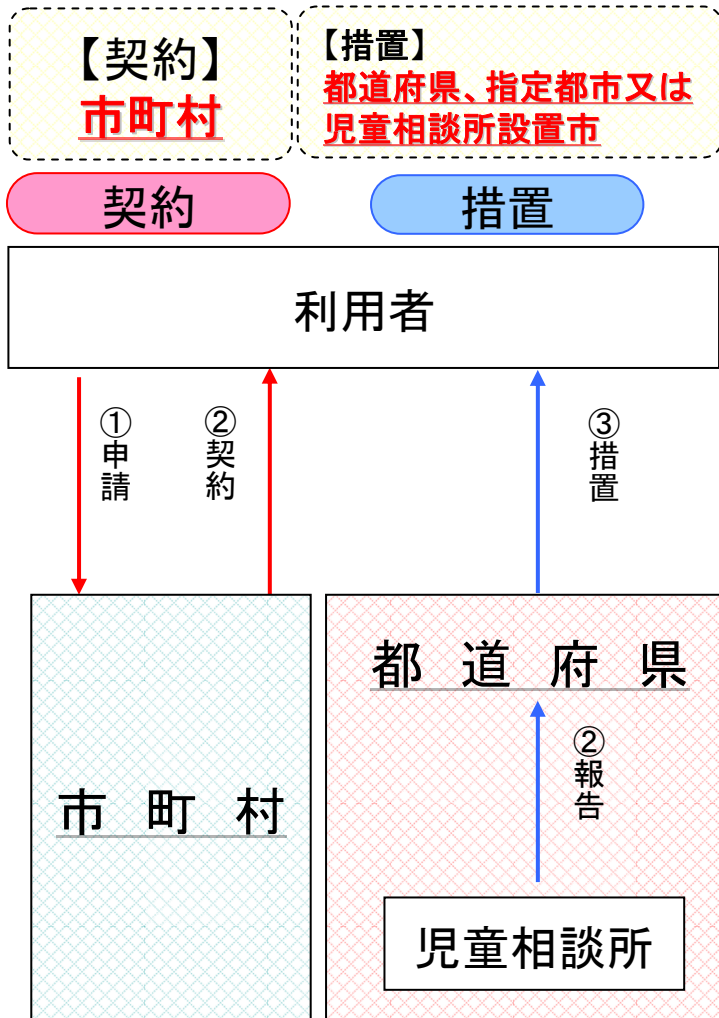 【契約】
市町村
【措置】
都道府県、指定都市又は
児童相談所設置市
契約
措置
利用者
①申請
②契約
③措置
都道府県
②報告
市町村
児童相談所